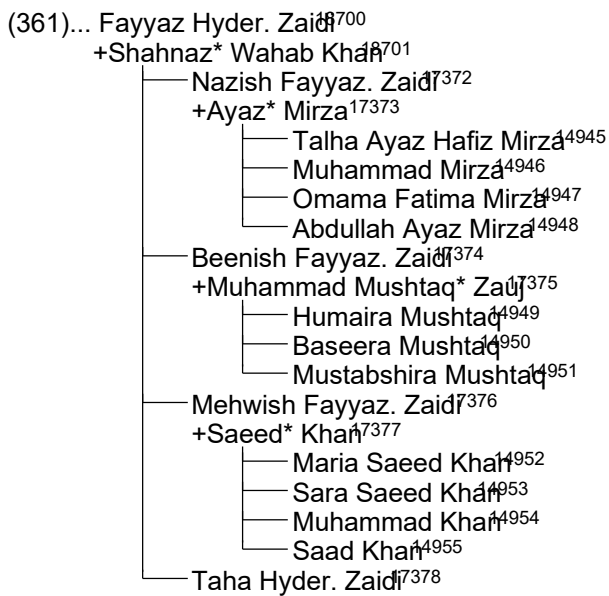 (361)... Fayyaz Hyder. Zaidi18700
+Shahnaz* Wahab Khan18701
Nazish Fayyaz. Zaidi17372
+Ayaz* Mirza17373
Talha Ayaz Hafiz Mirza14945
Muhammad Mirza14946
Omama Fatima Mirza14947
Abdullah Ayaz Mirza14948
Beenish Fayyaz. Zaidi17374
+Muhammad Mushtaq* Zauj17375
Humaira Mushtaq14949
Baseera Mushtaq14950
Mustabshira Mushtaq14951
Mehwish Fayyaz. Zaidi17376
+Saeed* Khan17377
Maria Saeed Khan14952
Sara Saeed Khan14953
Muhammad Khan14954
Saad Khan14955
Taha Hyder. Zaidi17378